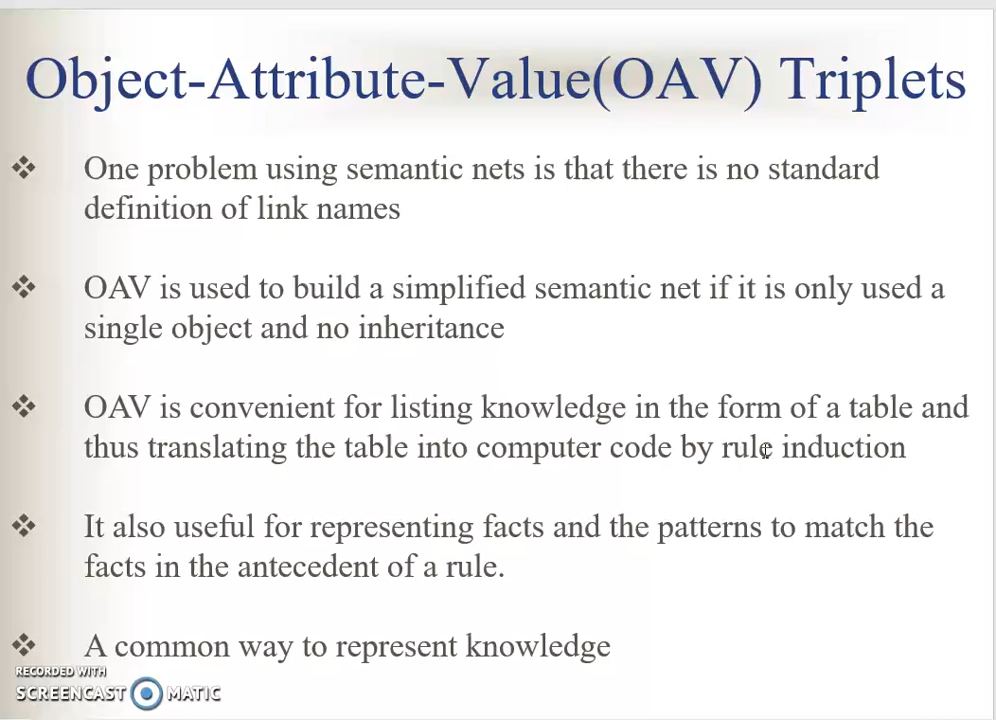 Object-Attribute-Value(OAV) Triplets
One problem using semantic nets is that there is no standard
definition of link names
OAV is used to build a simplified semantic net if it is only used a
single object and no inheritance
OAV is convenient for listing knowledge in the form of a table and
thus translating the table into computer code by rule induction
It also useful for representing facts and the patterns to match the
facts in the antecedent of a rule.
A common way to represent knowledge
RECORDED WITH
SCREENCAST MATIC